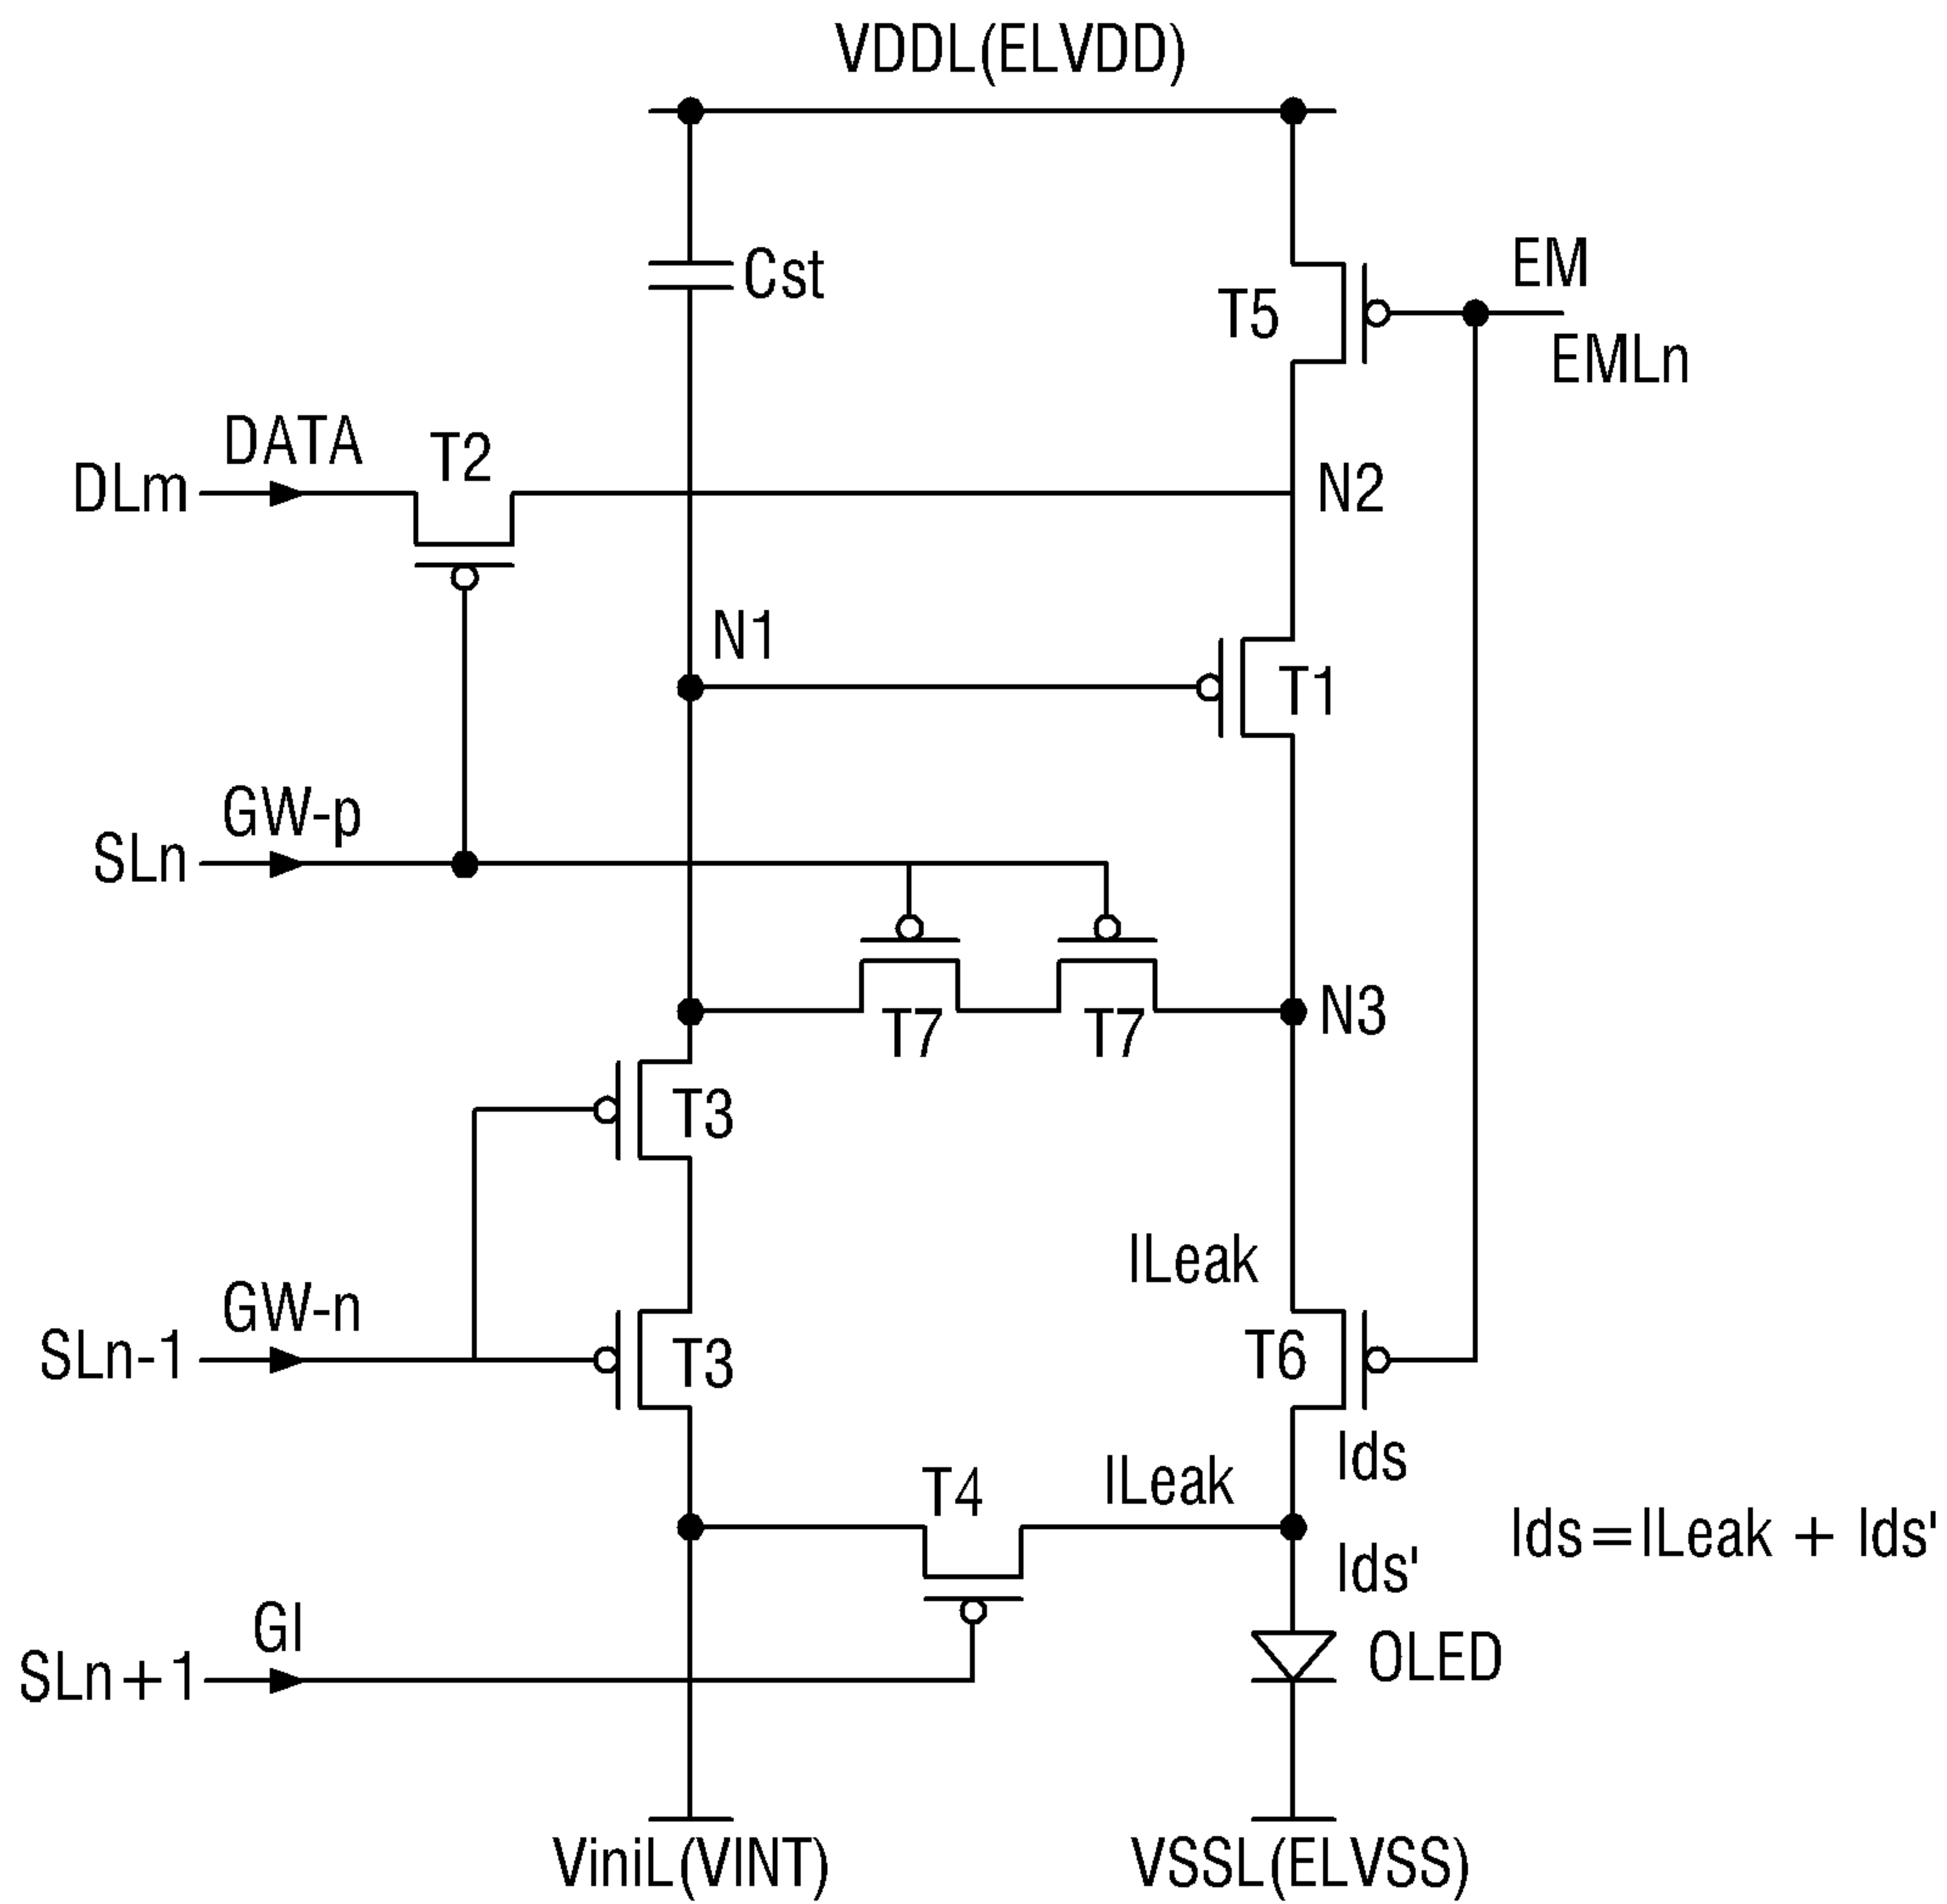 VDDL(ELVDD)
Cst
T5
EM
EMLn
DATA
T2
DLm
N2
N1
T1
GW-p
SLn
T7
T7
N3
T3
ILeak
GW-n
SLn-1
T3
T6
Ids
T4
ILeak
Ids=ILeak + Ids'
Ids'
GI
SLn+1
OLED
ViniL(VINT)
VSSL(ELVSS)